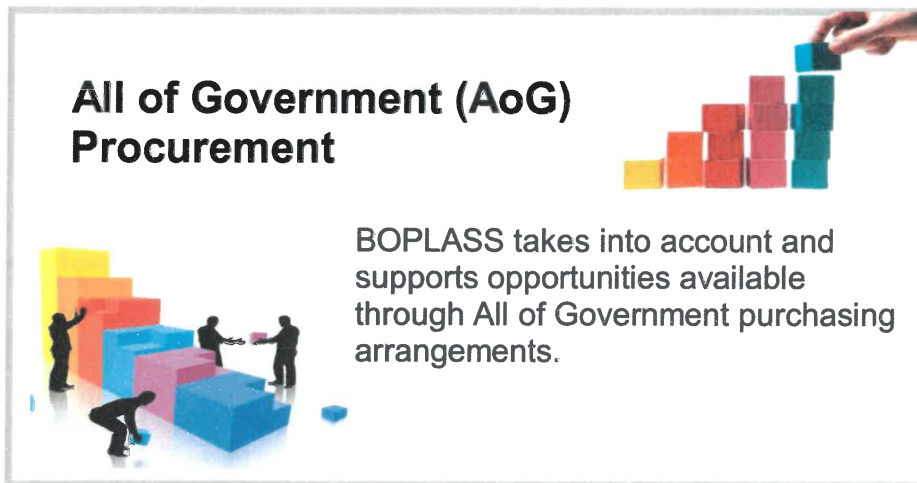 All of Government (AoG)
Procurement
BOPLASS takes into account and
supports opportunities available
through All of Government purchasing
arrangements.